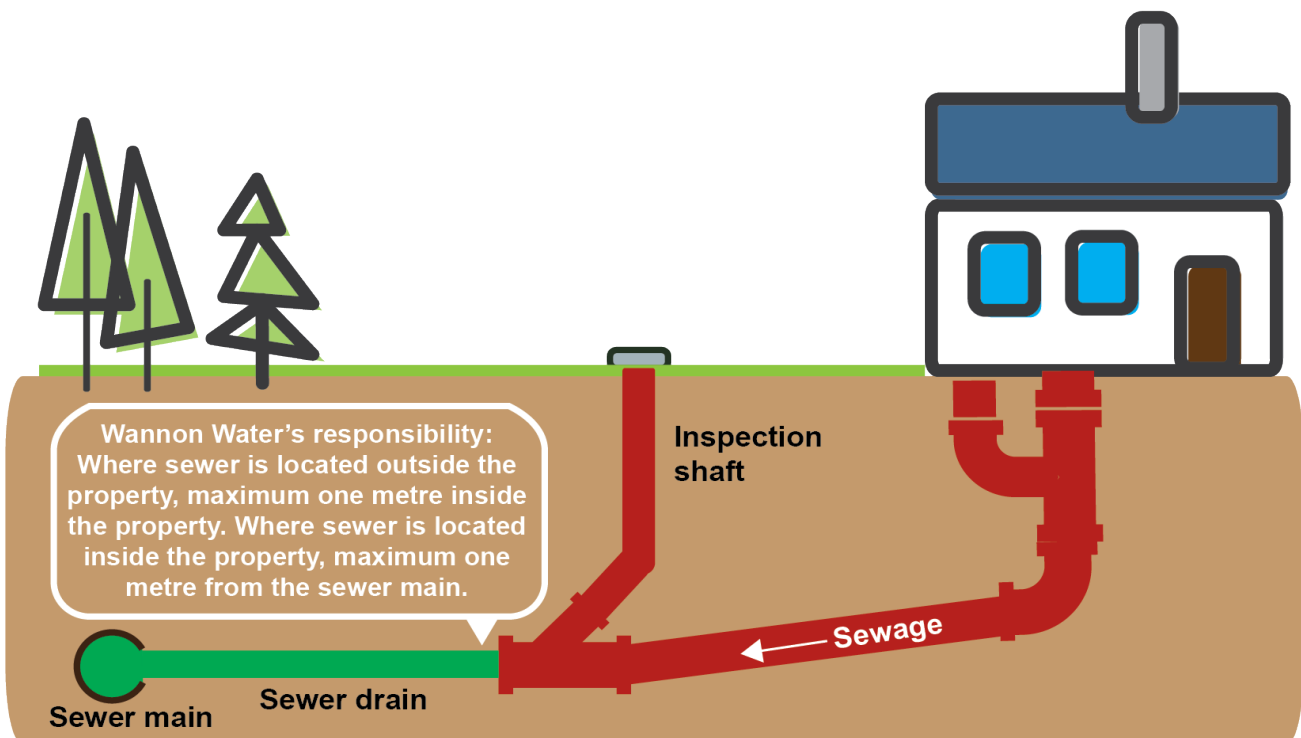 Wannon Water's responsibility:
Where sewer is located outside the
property, maximum one metre inside
the property. Where sewer is located
inside the property, maximum one
metre from the sewer main.
Inspection
shaft
Sewage
Sewer drain
Sewer main